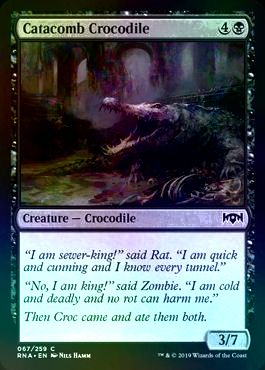 Catacomb Crocodile 4
Creature — Crocodile
“I am sewer-king!” said Rat. “I am quick
and cunning and I know every tunnel.”
“No, I am king!” said Zombie. “I am cold
and deadly and no rot can harm me.”
Then Croc came and ate them both.
3/7
067/259 C
RNA • EN NILS HAMM
™ & © 2019 Wizards of the Coast